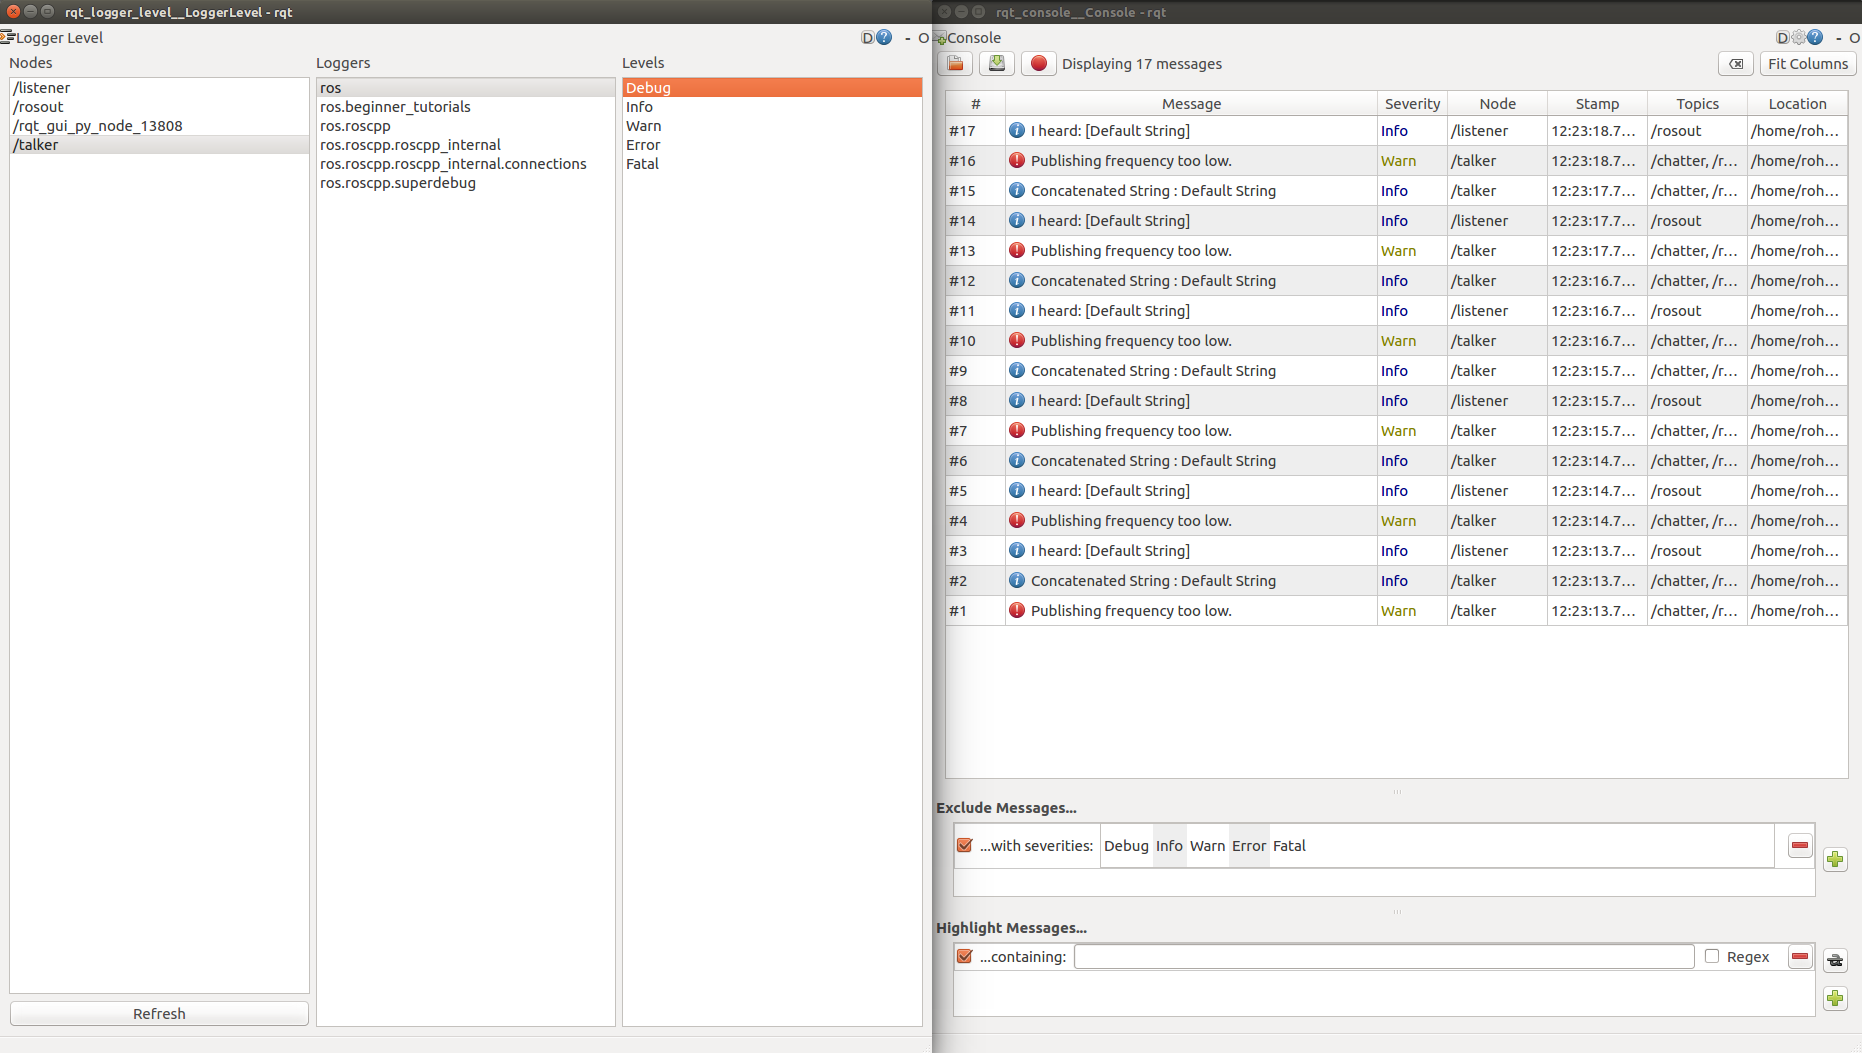 rqt_logger_level__LoggerLevel - rqt
Logger Level
D ? - O
Nodes
/listener
/rosout
/rqt_gui_py_node_13808
/talker
Refresh
Loggers
ros
ros.beginner_tutorials
ros.roscpp
ros.roscpp.roscpp_internal
ros.roscpp.roscpp_internal.connections
ros.roscpp.superdebug
Levels
Debug
Info
Warn
Error
Fatal
rqt_console__Console - rqt
Console
D ? - O
Displaying 17 messages
Fit Columns
# Message Severity Node Stamp Topics Location
#17 I heard: [Default String] Info /listener 12:23:18.7... /rosout /home/roh...
#16 Publishing frequency too low. Warn /talker 12:23:18.7... /chatter, /r... /home/roh...
#15 Concatenated String : Default String Info /talker 12:23:17.7... /chatter, /r... /home/roh...
#14 I heard: [Default String] Info /listener 12:23:17.7... /rosout /home/roh...
#13 Publishing frequency too low. Warn /talker 12:23:17.7... /chatter, /r... /home/roh...
#12 Concatenated String : Default String Info /talker 12:23:16.7... /chatter, /r... /home/roh...
#11 I heard: [Default String] Info /listener 12:23:16.7... /rosout /home/roh...
#10 Publishing frequency too low. Warn /talker 12:23:16.7... /chatter, /r... /home/roh...
#9 Concatenated String : Default String Info /talker 12:23:15.7... /chatter, /r... /home/roh...
#8 I heard: [Default String] Info /listener 12:23:15.7... /rosout /home/roh...
#7 Publishing frequency too low. Warn /talker 12:23:15.7... /chatter, /r... /home/roh...
#6 Concatenated String : Default String Info /talker 12:23:14.7... /chatter, /r... /home/roh...
#5 I heard: [Default String] Info /listener 12:23:14.7... /rosout /home/roh...
#4 Publishing frequency too low. Warn /talker 12:23:14.7... /chatter, /r... /home/roh...
#3 I heard: [Default String] Info /listener 12:23:13.7... /rosout /home/roh...
#2 Concatenated String : Default String Info /talker 12:23:13.7... /chatter, /r... /home/roh...
#1 Publishing frequency too low. Warn /talker 12:23:13.7... /chatter, /r... /home/roh...
Exclude Messages...
...with severities: Debug Info Warn Error Fatal
Highlight Messages...
...containing: Regex